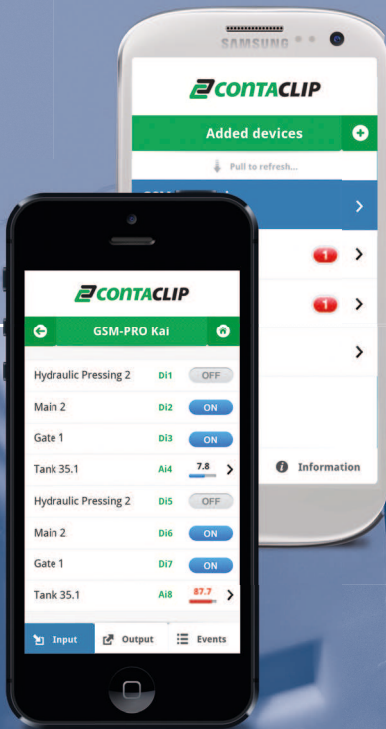 SAMSUNG
CONTACLIP
Added devices
Pull to refresh...
1
1
Information
CONTACLIP
GSM-PRO Kai
Hydraulic Pressing 2 Di1 OFF
Main 2 Di2 ON
Gate 1 Di3 ON
Tank 35.1 Ai4 7.8
Hydraulic Pressing 2 Di5 OFF
Main 2 Di6 ON
Gate 1 Di7 ON
Tank 35.1 Ai8 87.7
Input Output Events